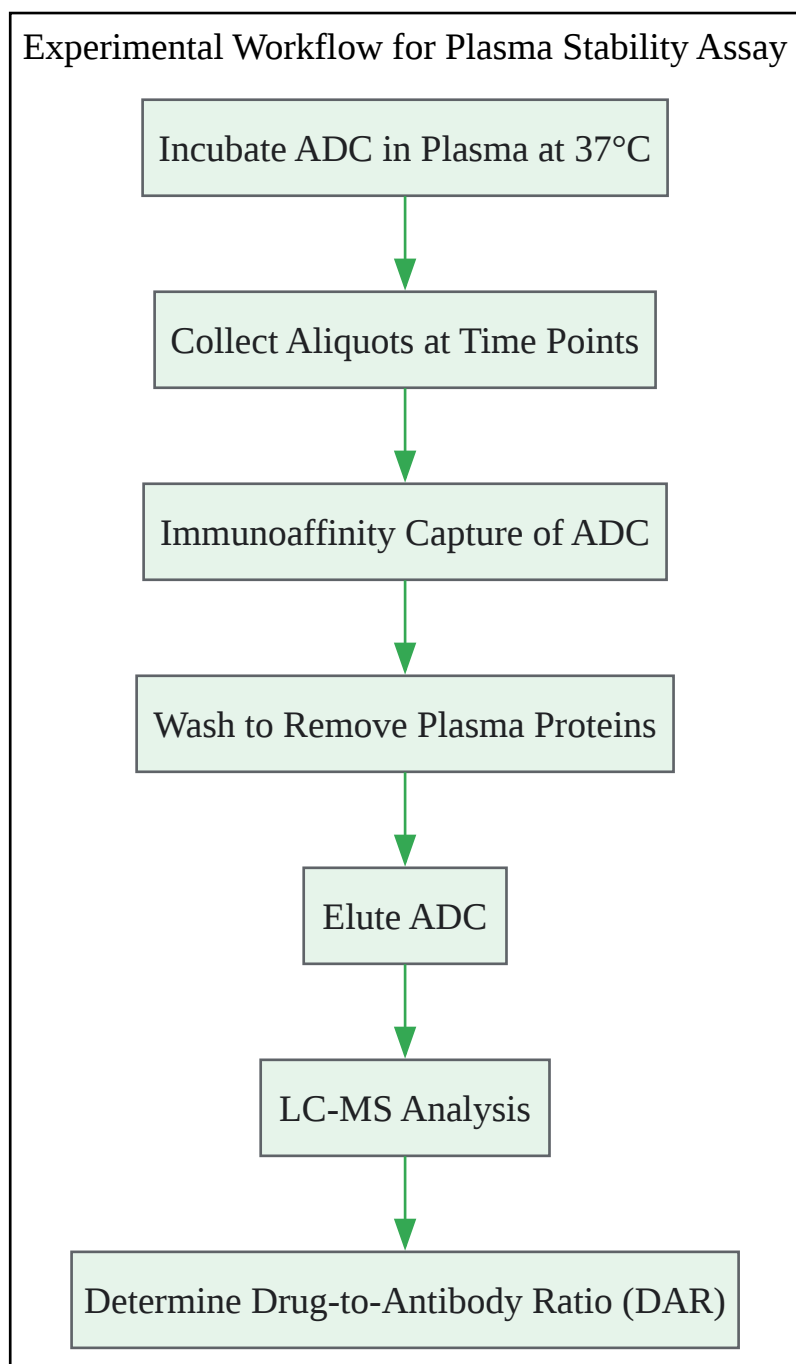 Experimental Workflow for Plasma Stability Assay
Incubate ADC in Plasma at 37°C
Collect Aliquots at Time Points
Immunoaffinity Capture of ADC
Wash to Remove Plasma Proteins
Elute ADC
LC-MS Analysis
Determine Drug-to-Antibody Ratio (DAR)